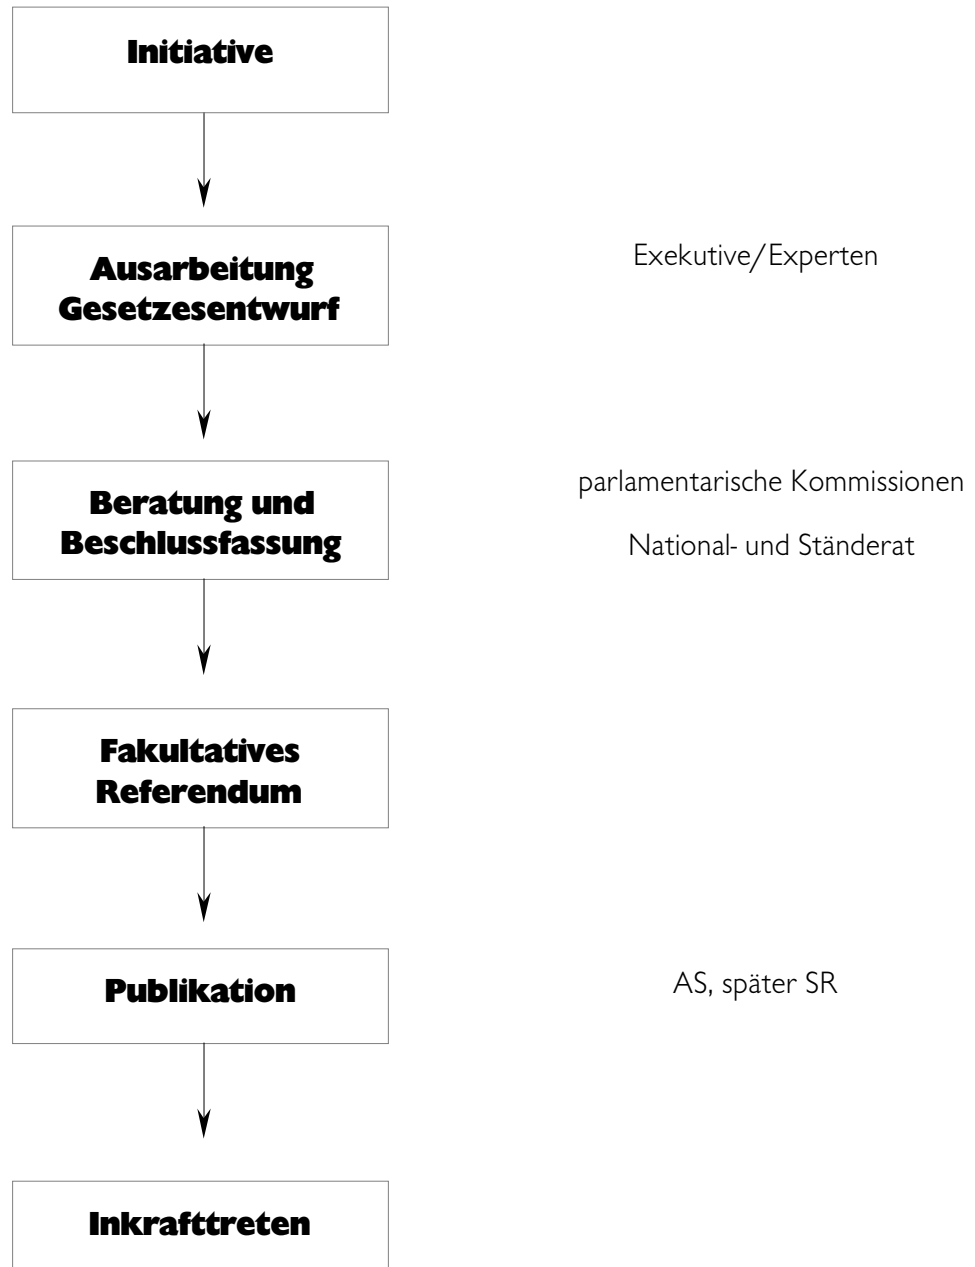 Initiative
Ausarbeitung
Gesetzesentwurf
Exekutive/Experten
Beratung und
Beschlussfassung
parlamentarische Kommissionen
National- und Ständerat
Fakultatives
Referendum
Publikation
AS, später SR
Inkrafttreten